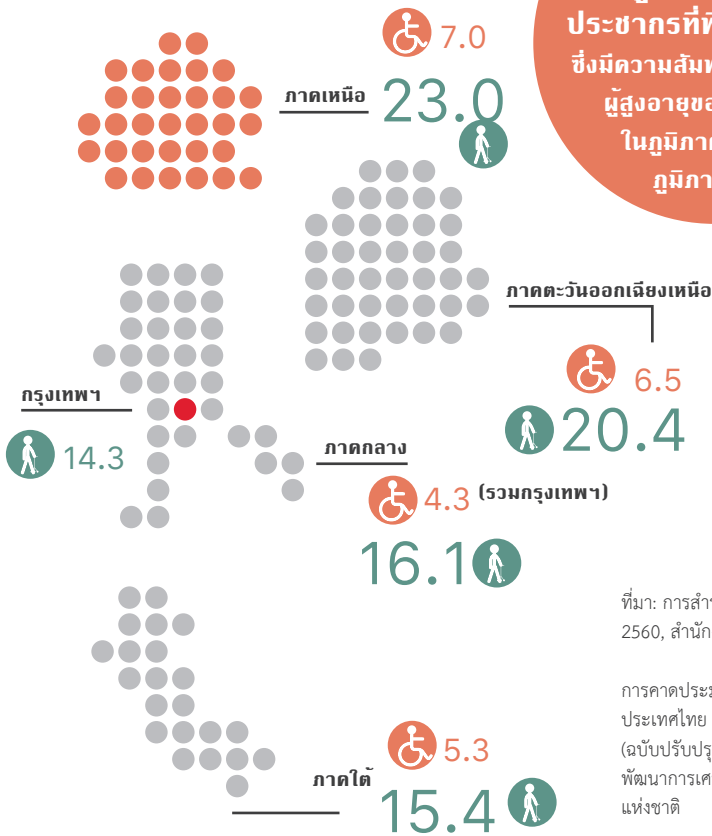 ประชากรที่พิ
ซึ่งมีความสัมพ
ผู้สูงอายุขอ
ในภูมิภา
ภูมิภา
7.0
ภาคเหนือ 23.0
ภาคตะวันออกเฉียงเหนือ
6.5
20.4
กรุงเทพฯ
14.3
ภาคกลาง
4.3 (รวมกรุงเทพฯ)
16.1
5.3
ภาคใต้
15.4
ที่มา: การสำร
2560, สำนัก
การคาดประม
ประเทศไทย
(ฉบับปรับปรุ
พัฒนาการเศ
แห่งชาติ